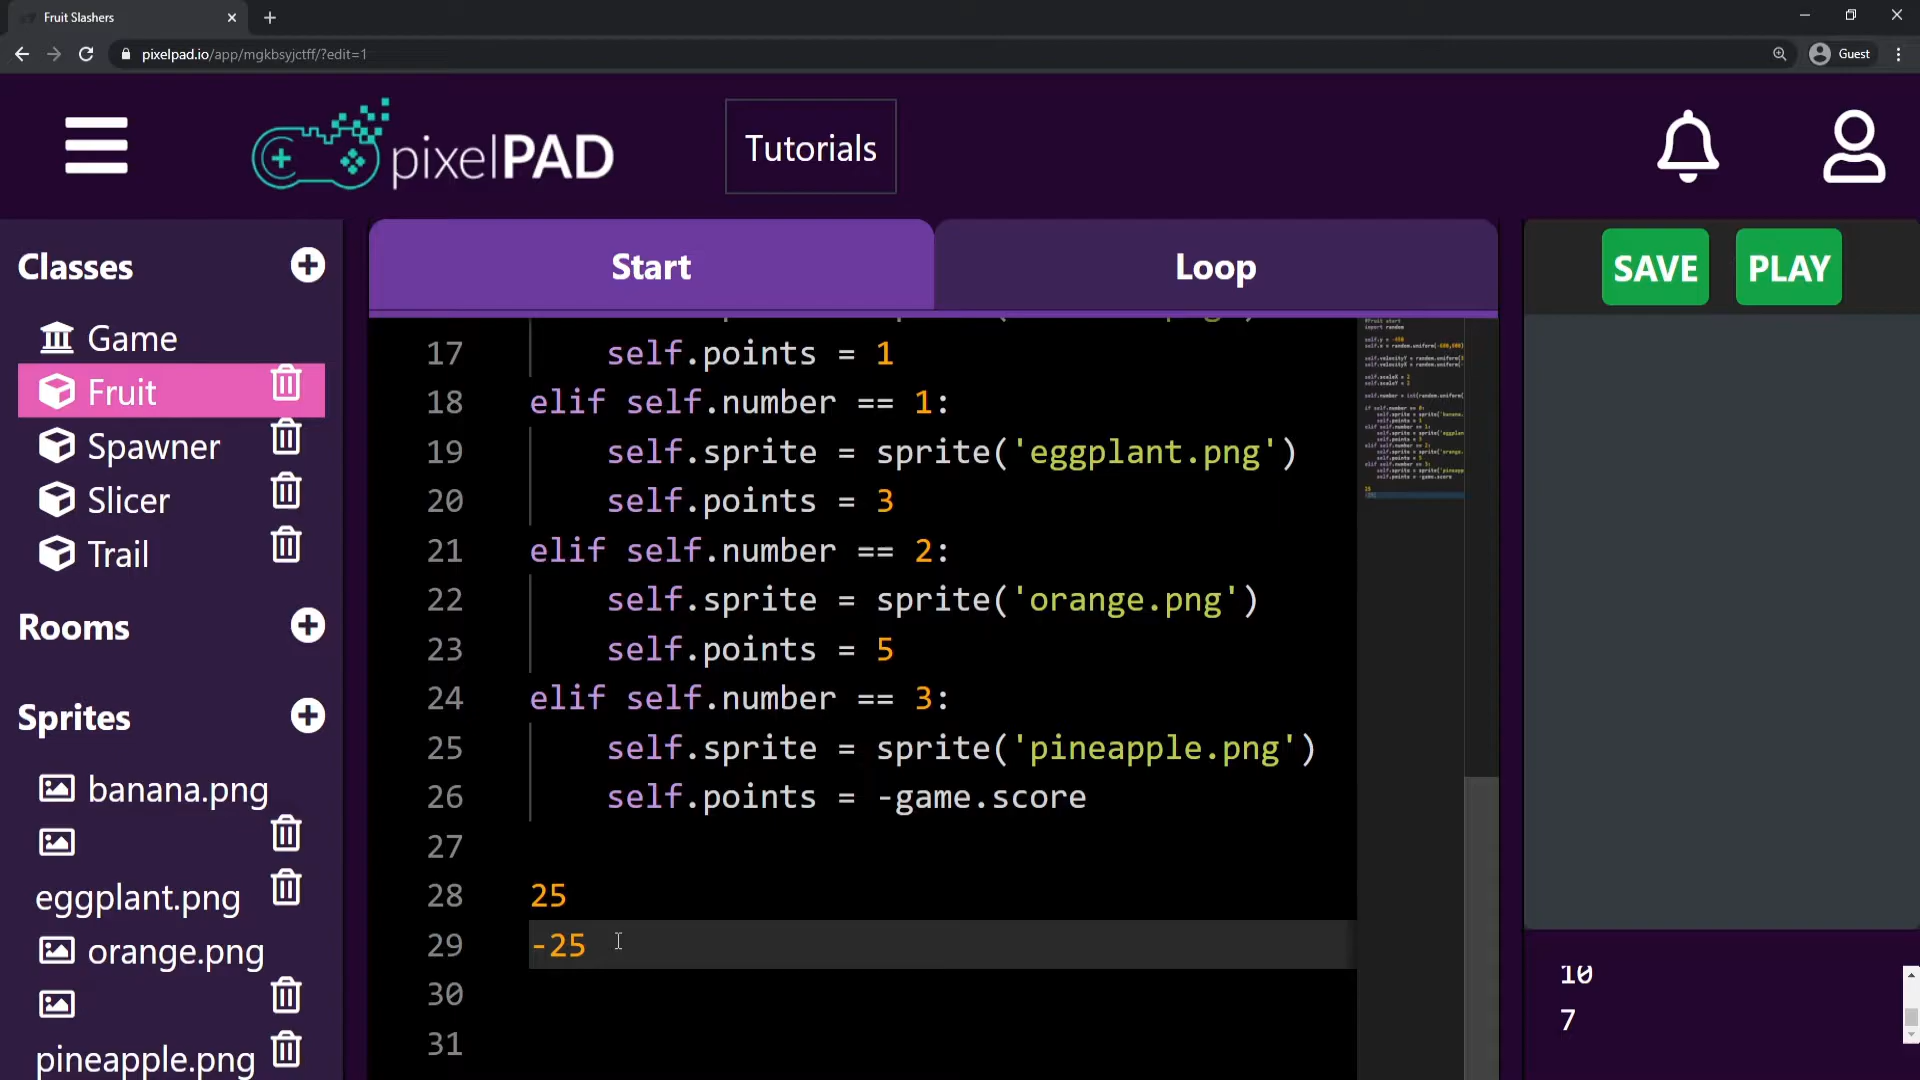 Fruit Slashers
pixelpad.io/app/mgkbsyjctff/?edit=1
Guest
pixelPAD
Tutorials
Classes
Game
Fruit
Spawner
Slicer
Trail
Rooms
Sprites
banana.png
eggplant.png
orange.png
pineapple.png
Start
Loop
17 self.points = 1
18 elif self.number == 1:
19 self.sprite = sprite('eggplant.png')
20 self.points = 3
21 elif self.number == 2:
22 self.sprite = sprite('orange.png')
23 self.points = 5
24 elif self.number == 3:
25 self.sprite = sprite('pineapple.png')
26 self.points = -game.score
27
28 25
29 -25
30
31
SAVE
PLAY
10
7